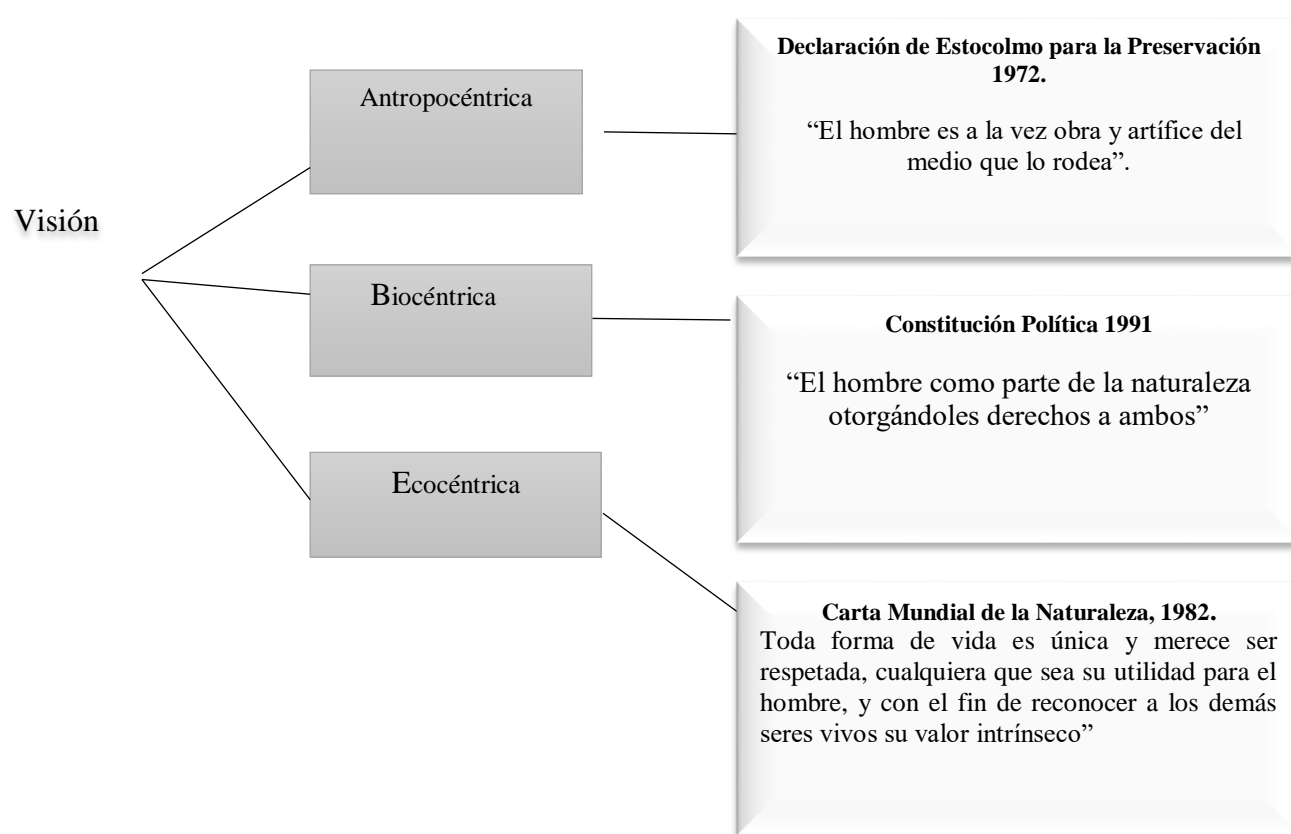 Visión
Antropocéntrica
Declaración de Estocolmo para la Preservación
1972.
“El hombre es a la vez obra y artífice del
medio que lo rodea”.
Biocéntrica
Constitución Política 1991
“El hombre como parte de la naturaleza
otorgándoles derechos a ambos”
Ecocéntrica
Carta Mundial de la Naturaleza, 1982.
Toda forma de vida es única y merece ser
respetada, cualquiera que sea su utilidad para el
hombre, y con el fin de reconocer a los demás
seres vivos su valor intrínseco”